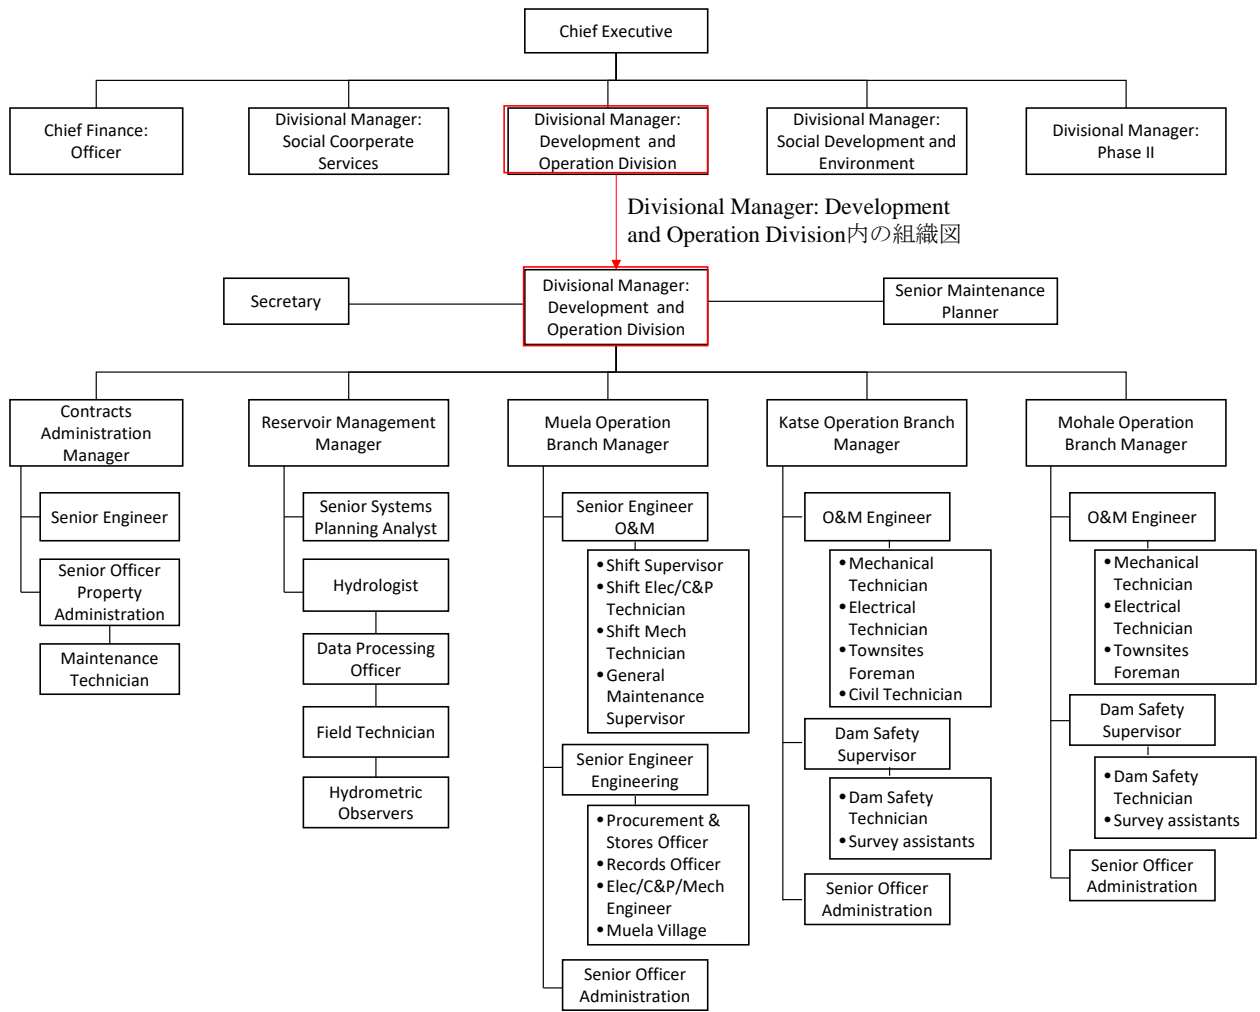 Chief Executive
Chief Finance:
Officer
Divisional Manager:
Social Coorperate
Services
Divisional Manager:
Development and
Operation Division
Divisional Manager:
Social Development and
Environment
Divisional Manager:
Phase II
Divisional Manager: Development
and Operation Division内の組織図
Secretary
Divisional Manager:
Development and
Operation Division
Senior Maintenance
Planner
Contracts
Administration
Manager
Senior Engineer
Senior Officer
Property
Administration
Maintenance
Technician
Reservoir Management
Manager
Senior Systems
Planning Analyst
Hydrologist
Data Processing
Officer
Field Technician
Hydrometric
Observers
Muela Operation
Branch Manager
Senior Engineer
O&M
•Shift Supervisor
•Shift Elec/C&P
Technician
•Shift Mech
Technician
•General
Maintenance
Supervisor
Senior Engineer
Engineering
•Procurement &
Stores Officer
•Records Officer
•Elec/C&P/Mech
Engineer
•Muela Village
Senior Officer
Administration
Katse Operation Branch
Manager
O&M Engineer
•Mechanical
Technician
•Electrical
Technician
•Townsites
Foreman
•Civil Technician
Dam Safety
Supervisor
•Dam Safety
Technician
•Survey assistants
Senior Officer
Administration
Mohale Operation
Branch Manager
O&M Engineer
•Mechanical
Technician
•Electrical
Technician
•Townsites
Foreman
Dam Safety
Supervisor
•Dam Safety
Technician
•Survey assistants
Senior Officer
Administration